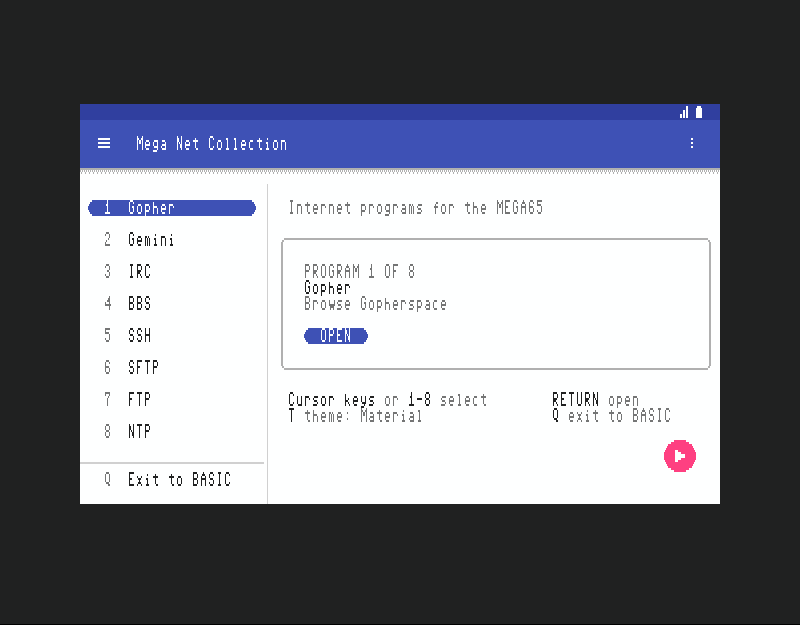 Mega Net Collection
1 Gopher
2 Gemini
3 IRC
4 BBS
5 SSH
6 SFTP
7 FTP
8 NTP
Q Exit to BASIC
Internet programs for the MEGA65
PROGRAM 1 OF 8
Gopher
Browse Gopherspace
OPEN
Cursor keys or 1-8 select
T theme: Material
RETURN open
Q exit to BASIC